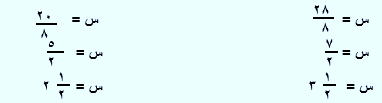 س = ٢٨/٨
س = ٢٠/٨
س = ٧/٢
س = ٥/٢
س = ٣ ١/٢
س = ٢ ١/٢